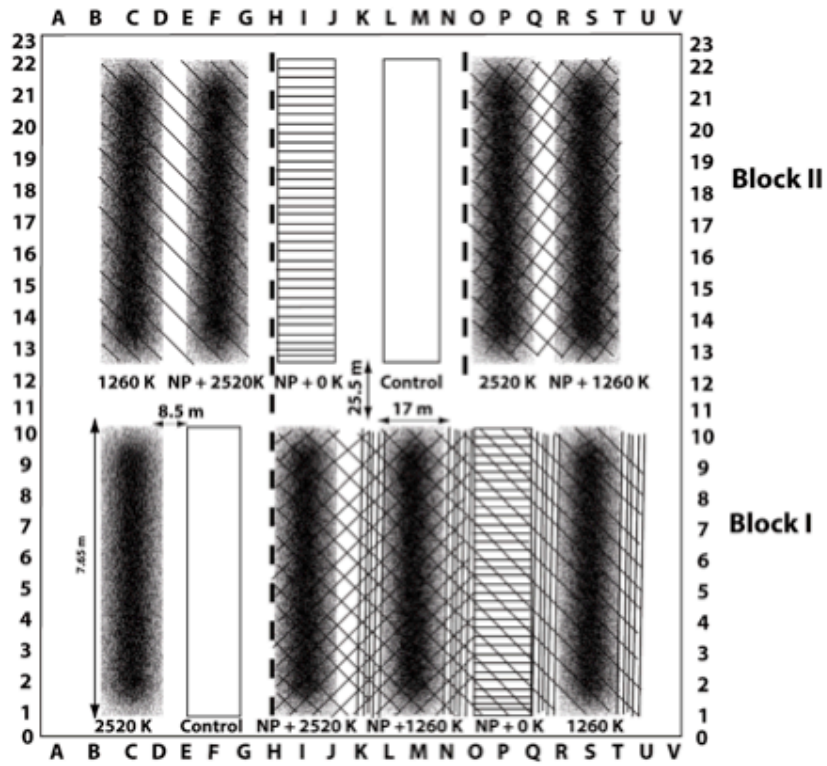 A B C D E F G H I J K L M N O P Q R S T U V
23 23
22 22
21 21
20 20
19 19
18 18 Block II
17 17
16 16
15 15
14 14
13 13
12 1260 K NP + 2520K NP + 0 K 25.5 m Control 2520 K NP + 1260 K 12
11 8.5 m 17 m 11
10 10
9 9
8 8
7 7 Block I
6 7.65 m 6
5 5
4 4
3 3
2 2
1 2520 K Control NP + 2520 K NP +1260 K NP + 0 K 1260 K 1
0 0
A B C D E F G H I J K L M N O P Q R S T U V